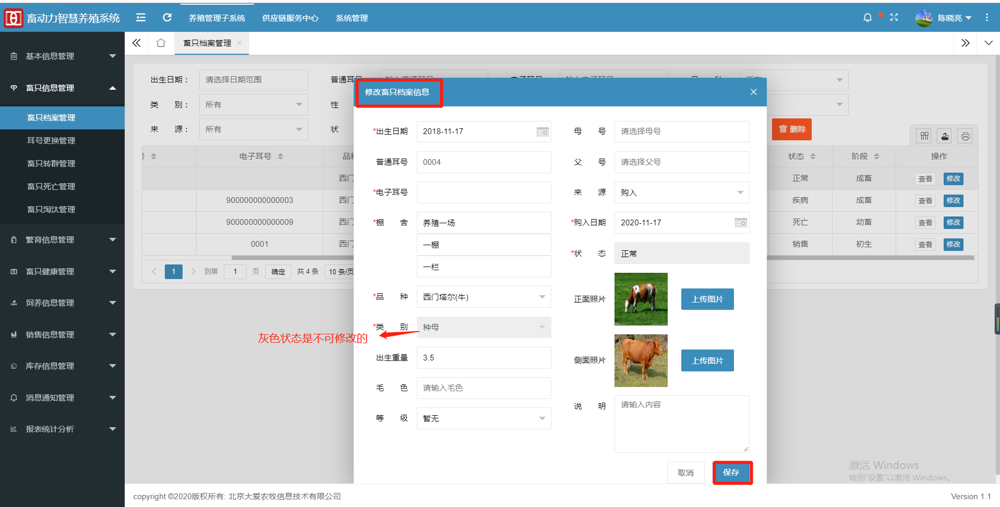 畜动力智慧养殖系统
养殖管理子系统
供应链服务中心
系统管理
陈晓亮
畜只档案管理
基本信息管理
畜只信息管理
畜只档案管理
耳号更换管理
畜只转群管理
畜只死亡管理
畜只淘汰管理
繁育信息管理
畜只健康管理
饲养信息管理
销售信息管理
库存信息管理
消息通知管理
报表统计分析
出生日期：
请选择日期范围
普通耳号
类 别：
所有
性
来 源：
所有
状
删除
电子耳号
状态
阶段
操作
西门
正常
成畜
查看
修改
900000000000003
西门
疾病
成畜
查看
修改
900000000000009
西门
死亡
幼畜
查看
修改
0001
西门
销售
初生
查看
修改
1
到第
1
页
确定
共 4 条
10 条/页
修改畜只档案信息
*出生日期
2018-11-17
母 号
请选择母号
普通耳号
0004
父 号
请选择父号
*电子耳号
来 源
购入
*棚 舍
养殖一场
一棚
一栏
*购入日期
2020-11-17
*状 态
正常
*品 种
西门塔尔(牛)
正面照片
上传图片
*类 别
种母
灰色状态是不可修改的
出生重量
3.5
侧面照片
上传图片
毛 色
请输入毛色
说 明
请输入内容
等 级
暂无
取消
保存
激活 Windows
转到"设置"以激活 Windows。
copyright ©2020版权所有: 北京大爱农牧信息技术有限公司
Version 1.1